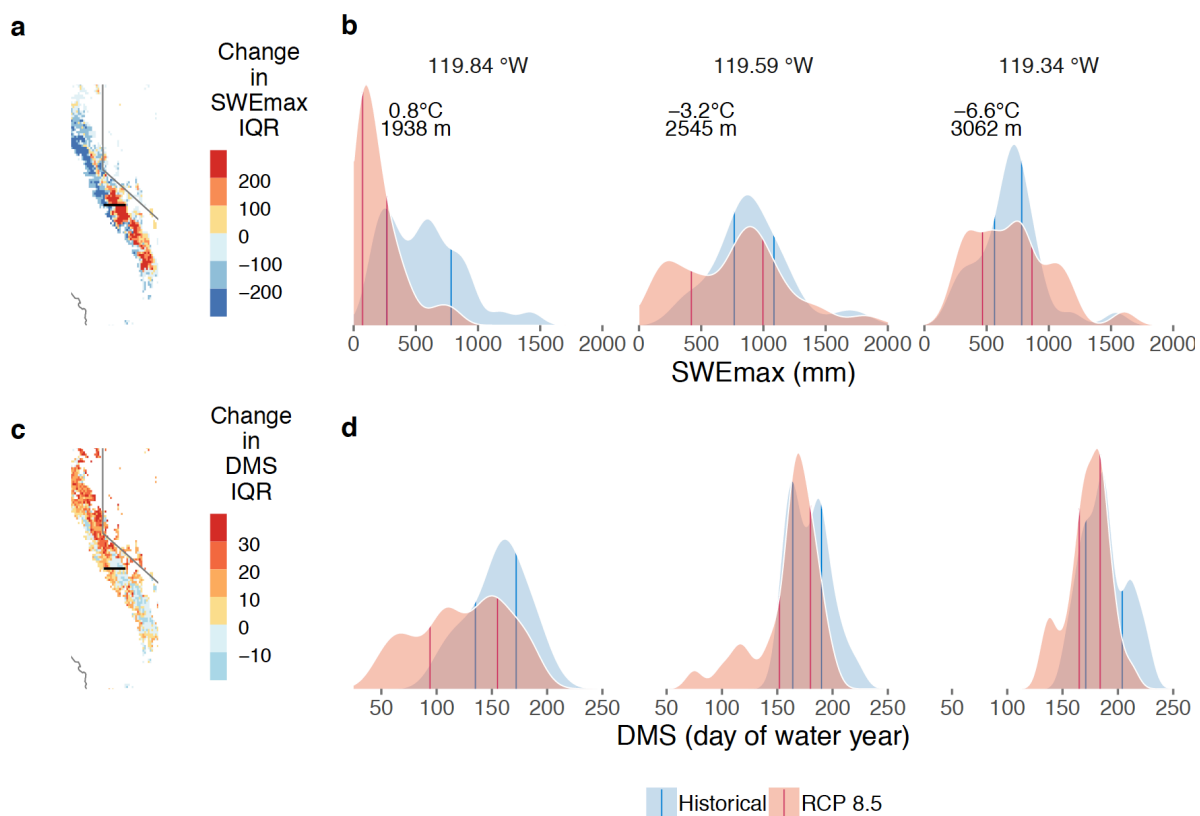 a
Change
in
SWEmax
IQR
200
100
0
−100
−200
b
119.84 °W
119.59 °W
119.34 °W
0.8°C
1938 m
−3.2°C
2545 m
−6.6°C
3062 m
0 500 1000 1500 2000
0 500 1000 1500 2000
0 500 1000 1500 2000
SWEmax (mm)
c
Change
in
DMS
IQR
30
20
10
0
−10
d
50 100 150 200 250
50 100 150 200 250
50 100 150 200 250
DMS (day of water year)
Historical RCP 8.5